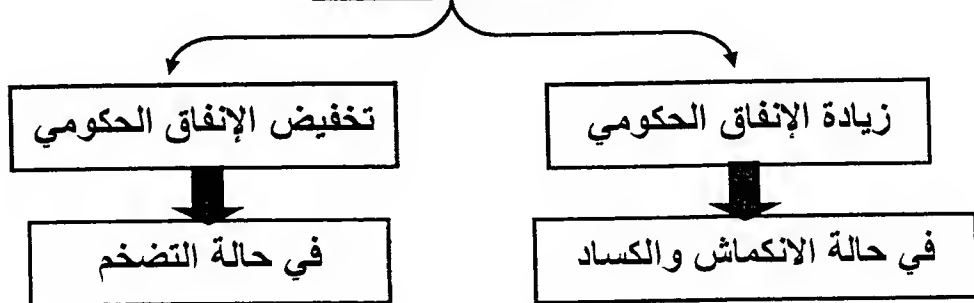 زيادة الإنفاق الحكومي
تخفيض الإنفاق الحكومي
في حالة الانكماش والكساد
في حالة التضخم